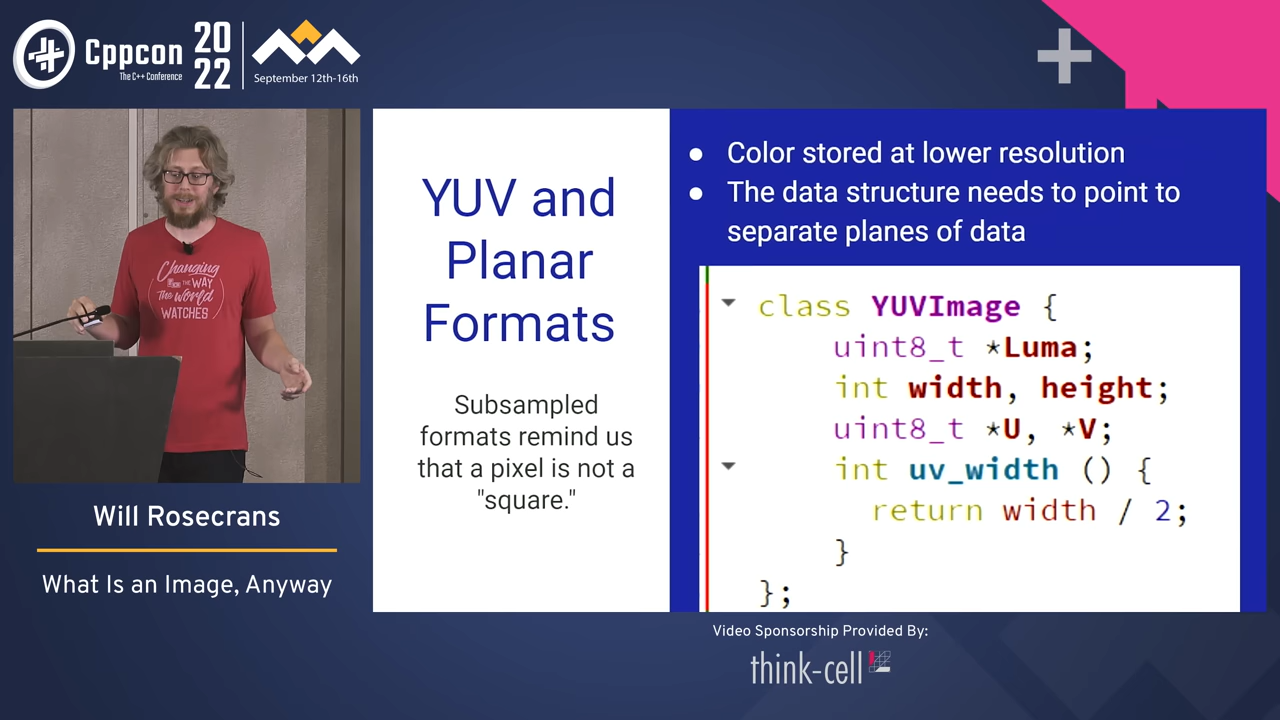 Cppcon
The C++ Conference
20
22
September 12th-16th
Changing
THE WAY
The World
WATCHES
Will Rosecrans
What Is an Image, Anyway
YUV and
Planar
Formats
Subsampled
formats remind us
that a pixel is not a
"square."
● Color stored at lower resolution
● The data structure needs to point to
separate planes of data
class YUVImage {
uint8_t *Luma;
int width, height;
uint8_t *U, *V;
int uv_width () {
return width / 2;
}
};
Video Sponsorship Provided By:
think-cell